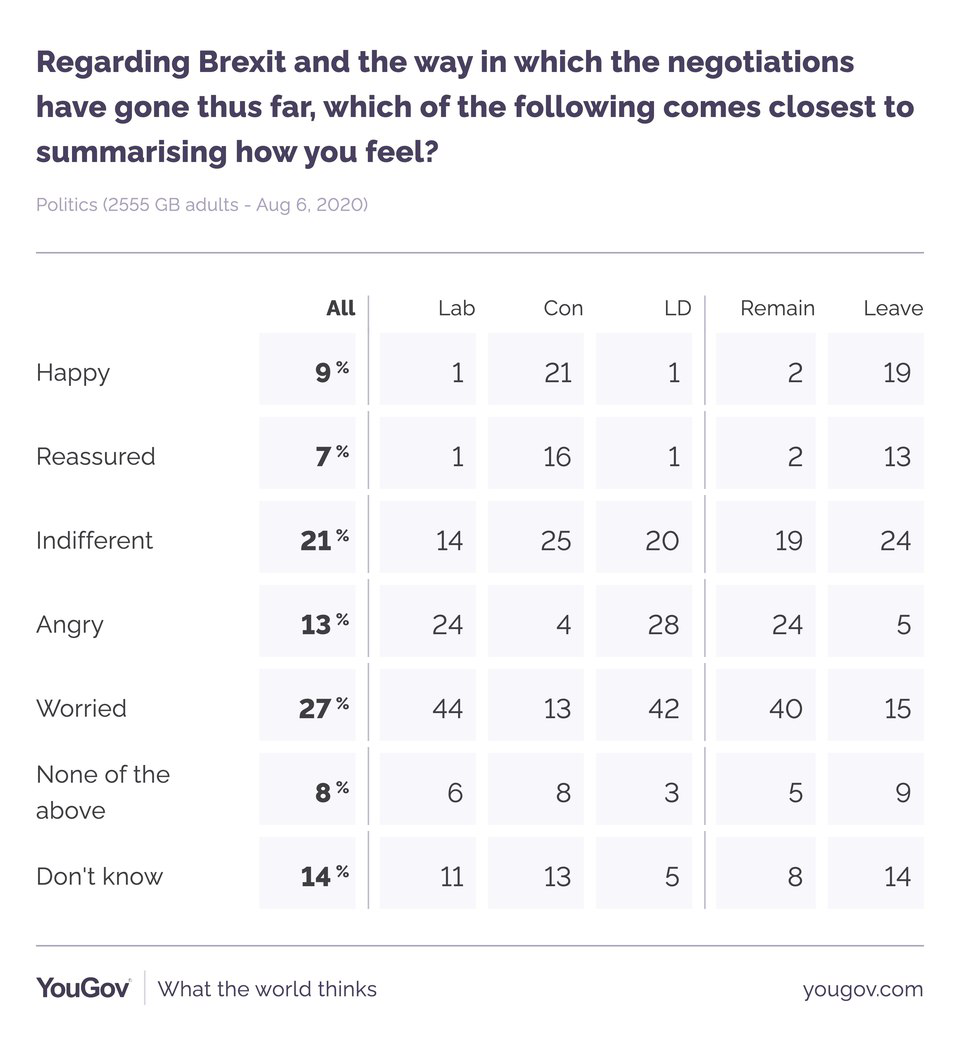 Regarding Brexit and the way in which the negotiations
have gone thus far, which of the following comes closest to
summarising how you feel?
Politics (2555 GB adults - Aug 6, 2020)
All Lab Con LD Remain Leave
Happy 9% 1 21 1 2 19
Reassured 7% 1 16 1 2 13
Indifferent 21% 14 25 20 19 24
Angry 13% 24 4 28 24 5
Worried 27% 44 13 42 40 15
None of the
above 8% 6 8 3 5 9
Don't know 14% 11 13 5 8 14
YouGov What the world thinks yougov.com